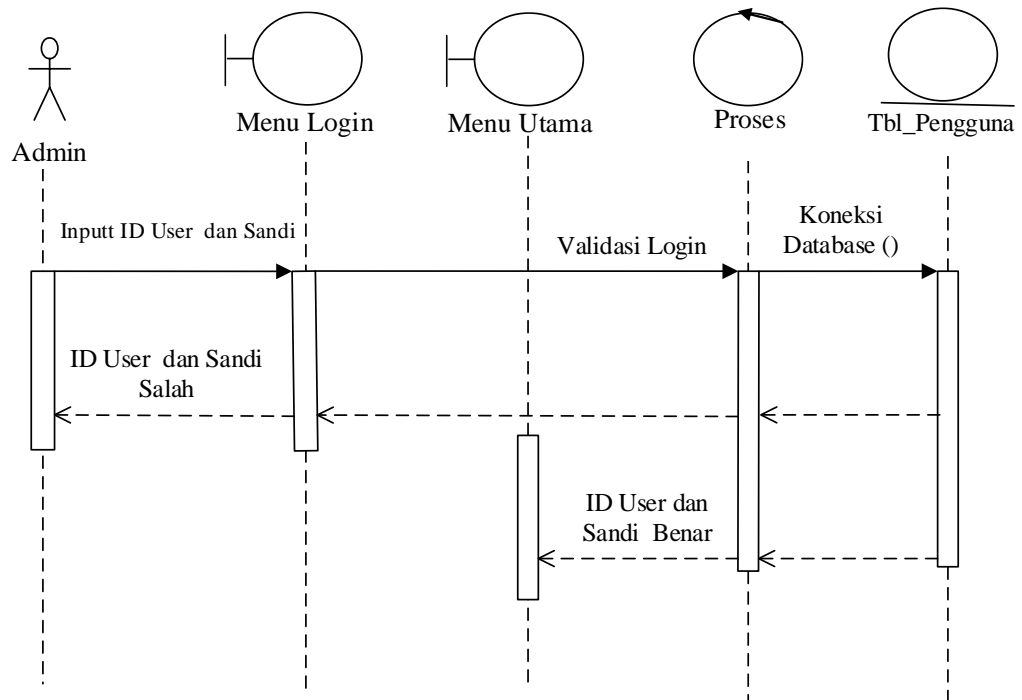 Admin
Menu Login
Menu Utama
Proses
Tbl_Pengguna
Inputt ID User dan Sandi
Validasi Login
Koneksi
Database ()
ID User dan Sandi
Salah
ID User dan
Sandi Benar